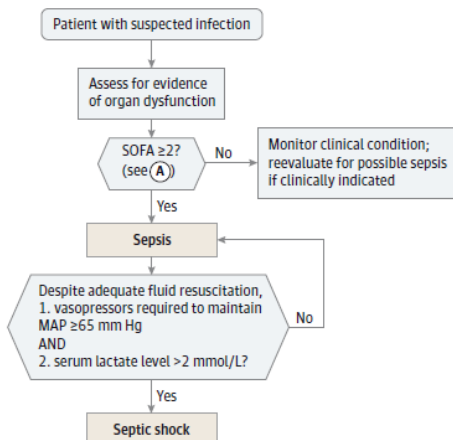 Patient with suspected infection
Assess for evidence
of organ dysfunction
SOFA ≥2?
(see A)
No
Monitor clinical condition;
reevaluate for possible sepsis
if clinically indicated
Yes
Sepsis
Despite adequate fluid resuscitation,
1. vasopressors required to maintain
MAP ≥65 mm Hg
AND
2. serum lactate level >2 mmol/L?
No
Yes
Septic shock